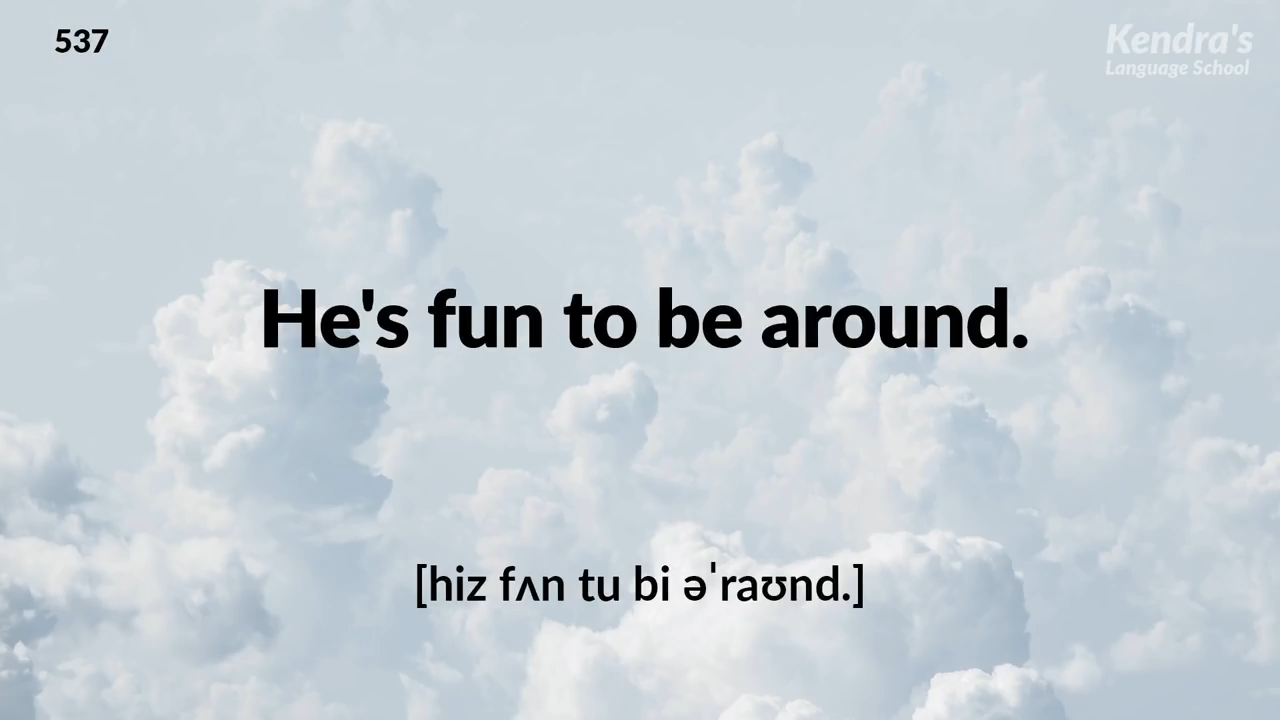 537
Kendra's
Language School
He's fun to be around.
[hiz fʌn tu bi əˈraʊnd.]